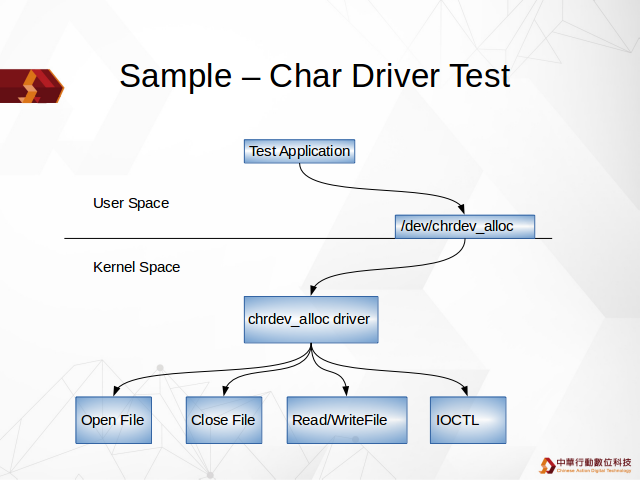 Sample – Char Driver Test
Test Application
User Space
/dev/chrdev_alloc
Kernel Space
chrdev_alloc driver
Open File
Close File
Read/WriteFile
IOCTL
中華行動數位科技
Chinese Action Digital Technology